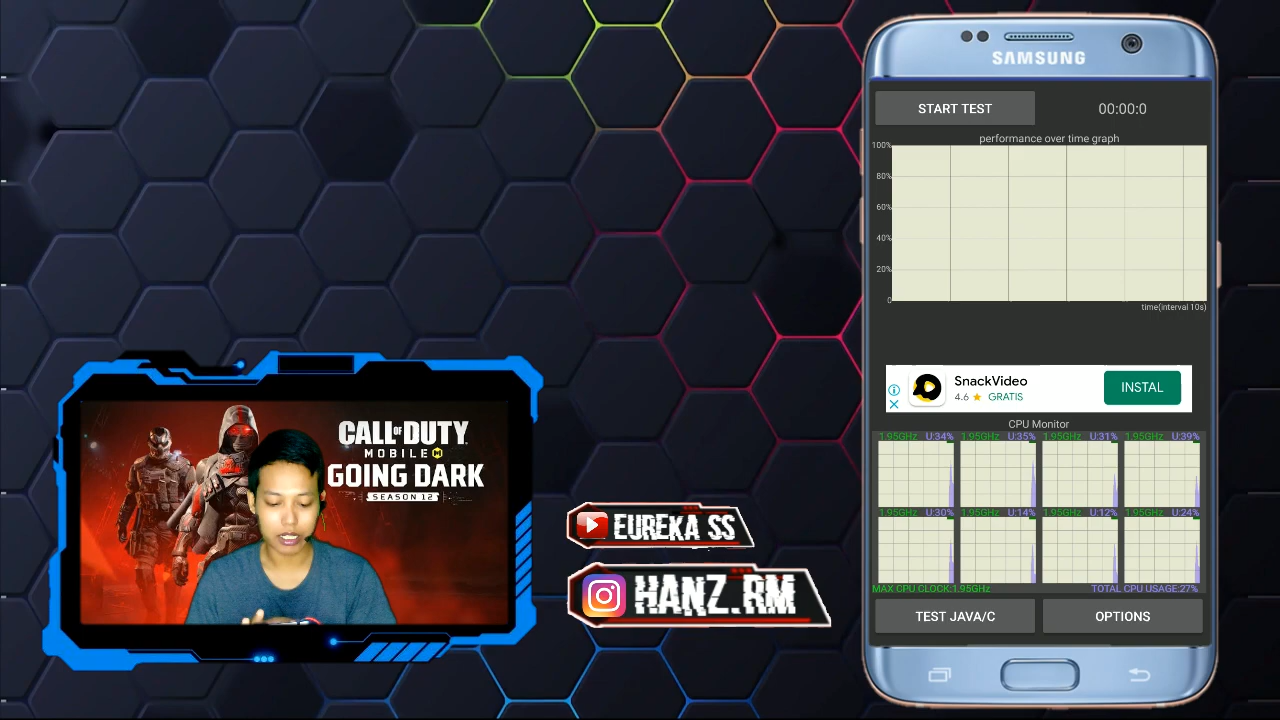 SAMSUNG
START TEST
00:00:0
performance over time graph
100%
80%
60%
40%
20%
0
time(interval 10s)
SnackVideo
4.6 ★ GRATIS
INSTAL
CPU Monitor
1.95GHz U:34% 1.95GHz U:35% 1.95GHz U:31% 1.95GHz U:39%
1.95GHz U:30% 1.95GHz U:14% 1.95GHz U:12% 1.95GHz U:24%
MAX CPU CLOCK:1.95GHz TOTAL CPU USAGE:27%
TEST JAVA/C
OPTIONS
CALL OF DUTY
MOBILE
GOING DARK
SEASON 12
EUREKA SS
HANZ.RM